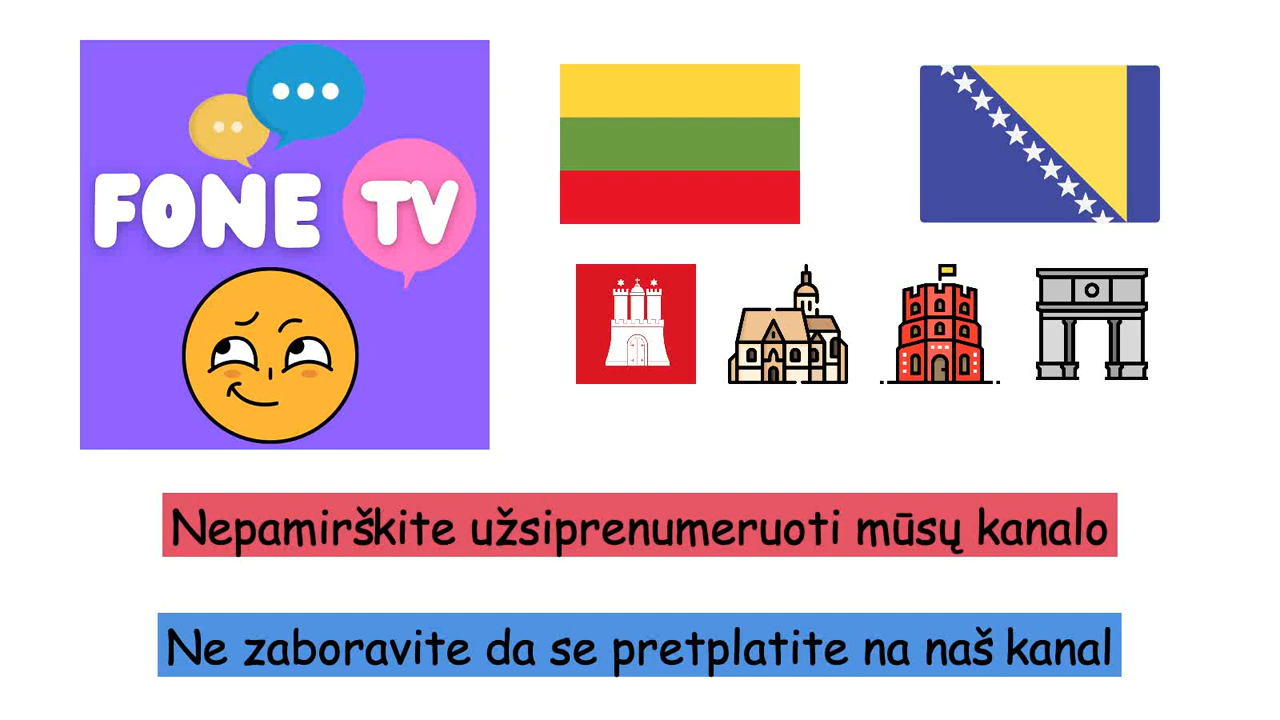 FONE TV
Nepamirškite užsiprenumeruoti mūsų kanalo
Ne zaboravite da se pretplatite na naš kanal